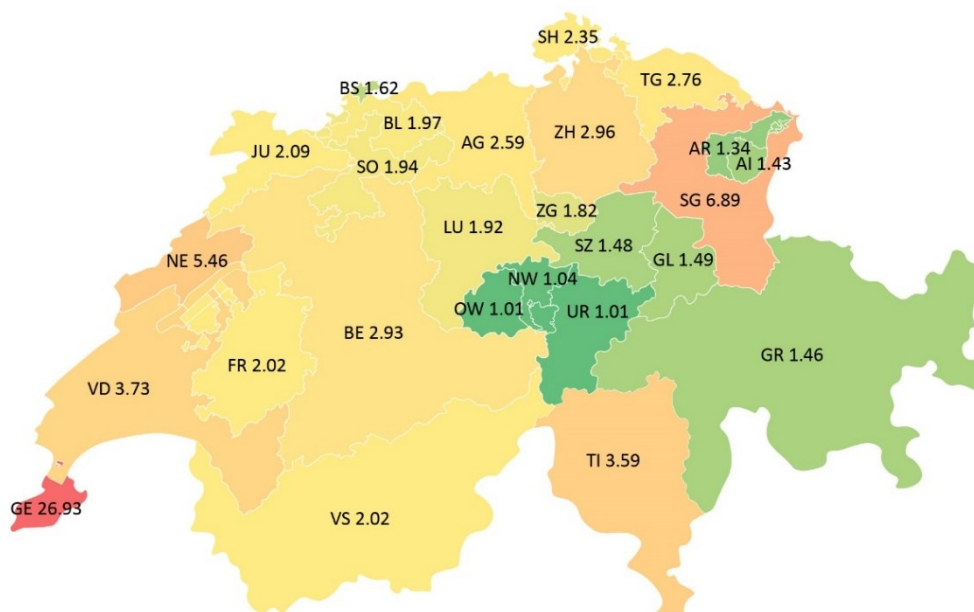 SH 2.35
TG 2.76
BS 1.62
BL 1.97
AG 2.59
ZH 2.96
JU 2.09
SO 1.94
AR 1.34
AI 1.43
SG 6.89
ZG 1.82
LU 1.92
SZ 1.48
GL 1.49
NE 5.46
NW 1.04
OW 1.01
UR 1.01
BE 2.93
GR 1.46
FR 2.02
VD 3.73
TI 3.59
GE 26.93
VS 2.02